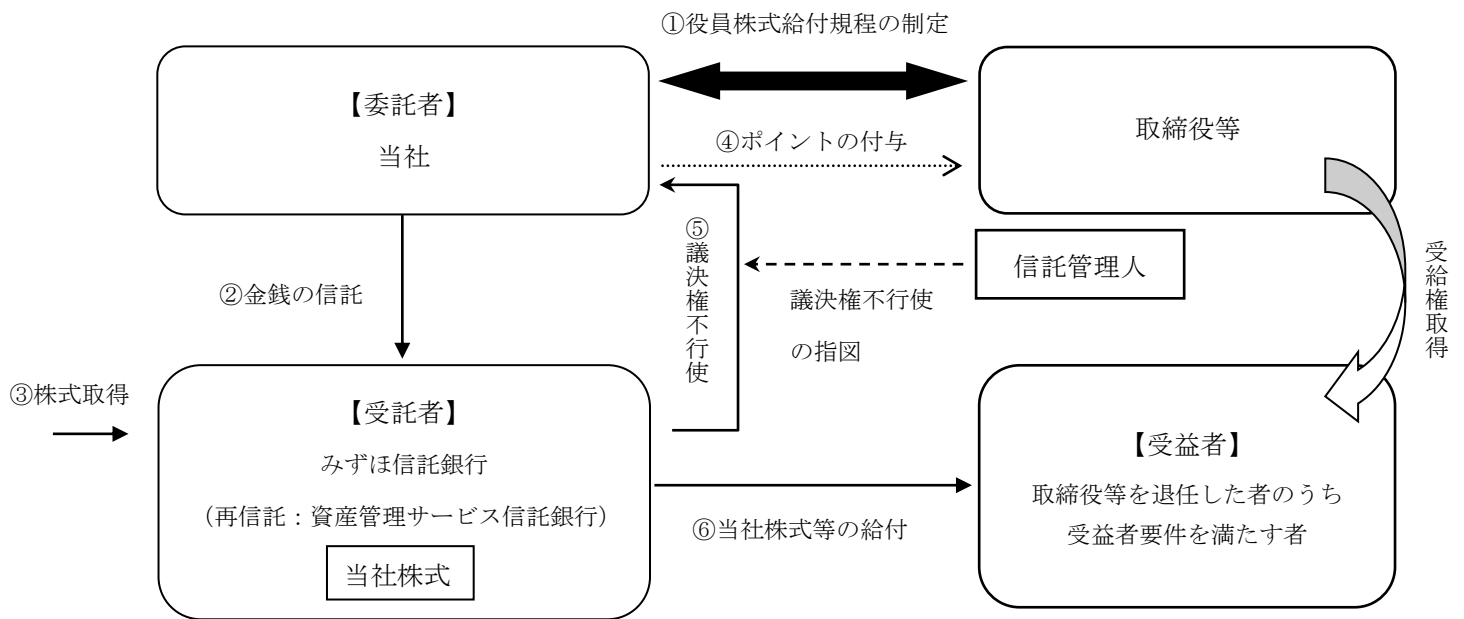 ①役員株式給付規程の制定
【委託者】
当社
取締役等
④ポイントの付与
⑤議決権不行使
信託管理人
議決権不行使
の指図
受給権取得
②金銭の信託
③株式取得
【受託者】
みずほ信託銀行
（再信託：資産管理サービス信託銀行）
当社株式
⑥当社株式等の給付
【受益者】
取締役等を退任した者のうち
受益者要件を満たす者